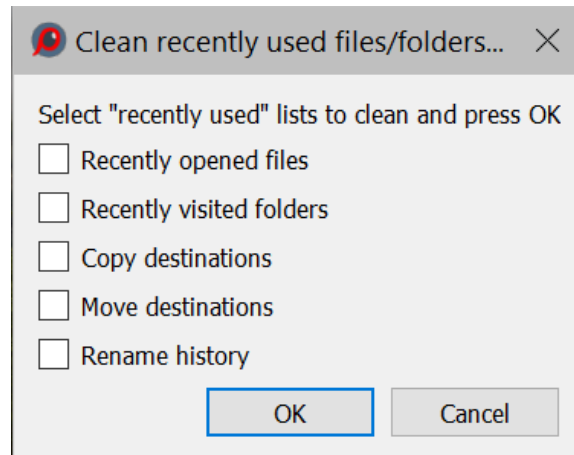 Clean recently used files/folders...
Select "recently used" lists to clean and press OK
Recently opened files
Recently visited folders
Copy destinations
Move destinations
Rename history
OK Cancel